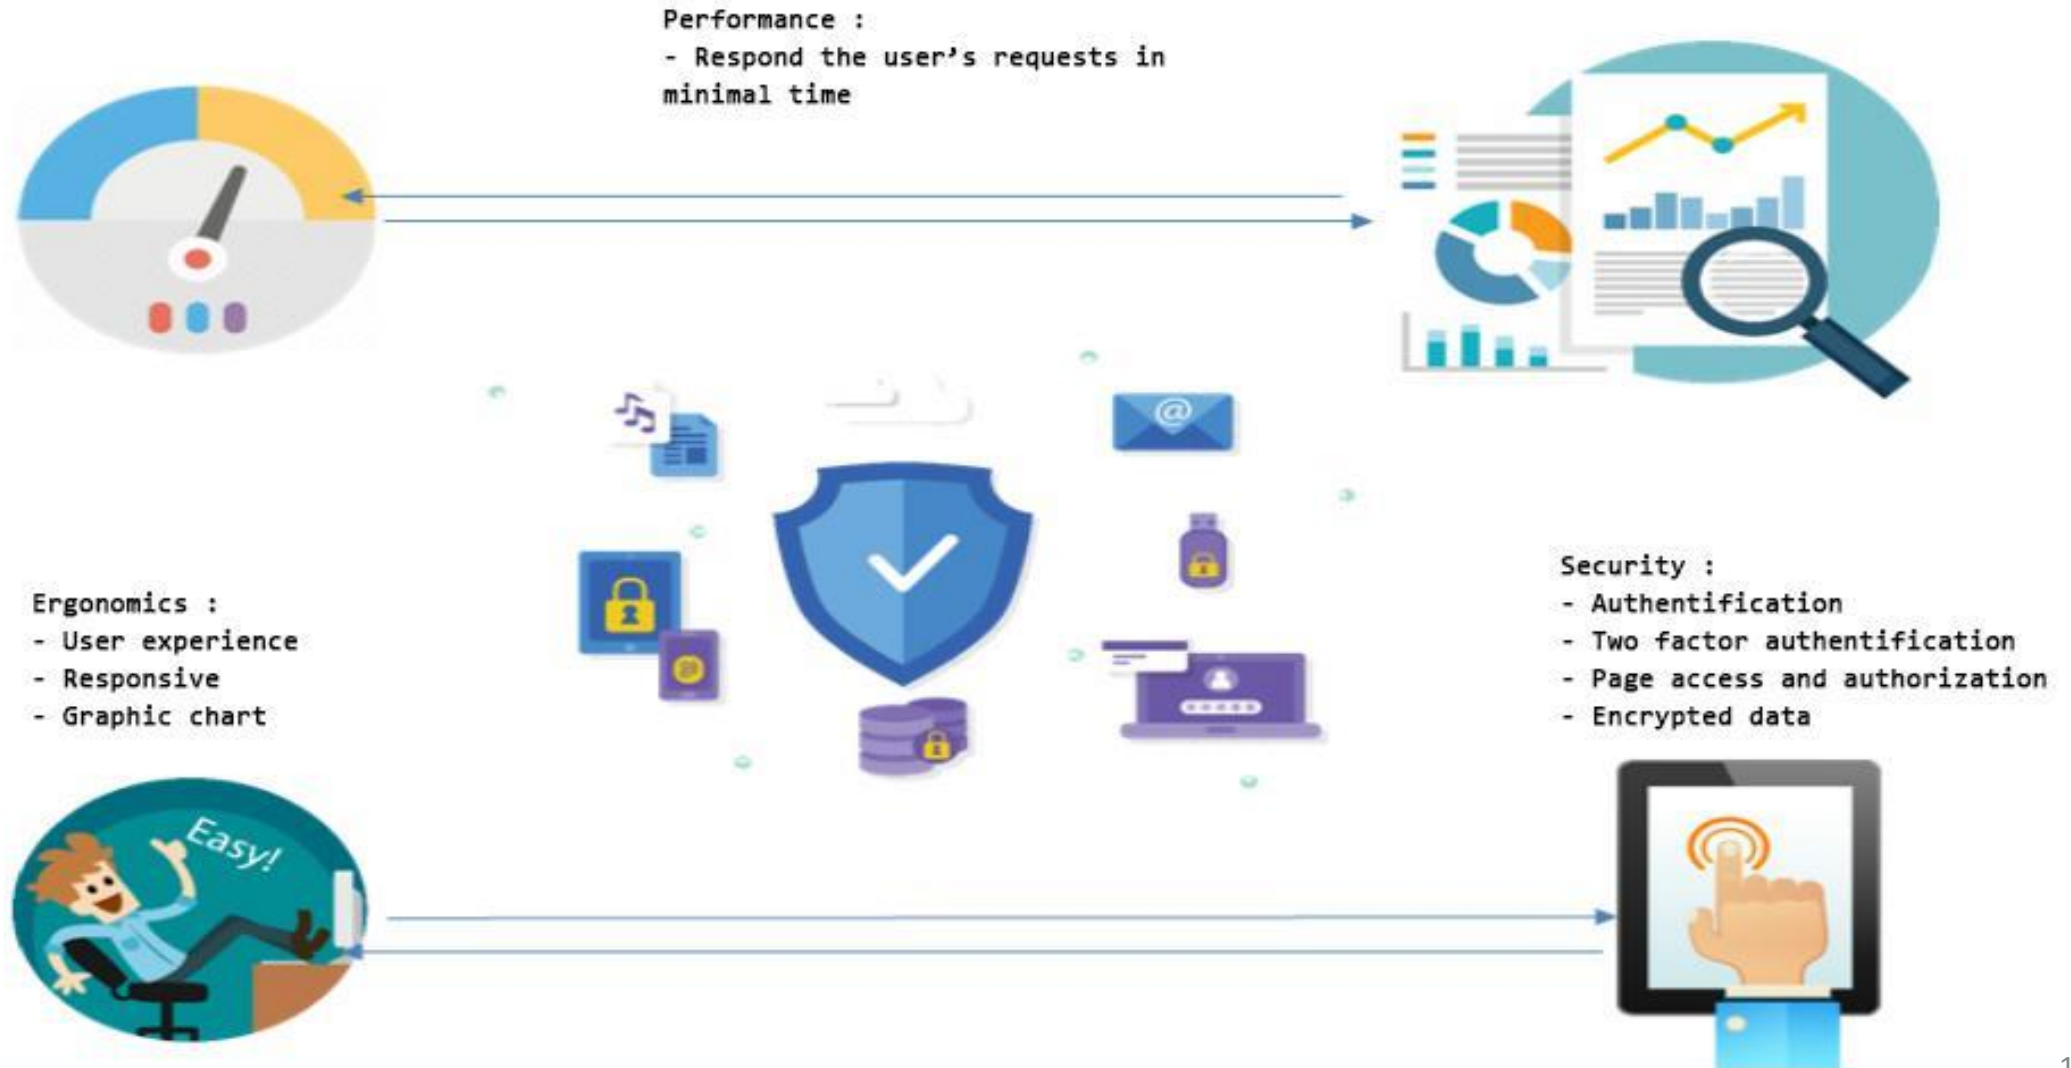 Performance :
- Respond the user’s requests in
minimal time
@
Security :
- Authentification
- Two factor authentification
- Page access and authorization
- Encrypted data
Ergonomics :
- User experience
- Responsive
- Graphic chart
@
Easy!
1